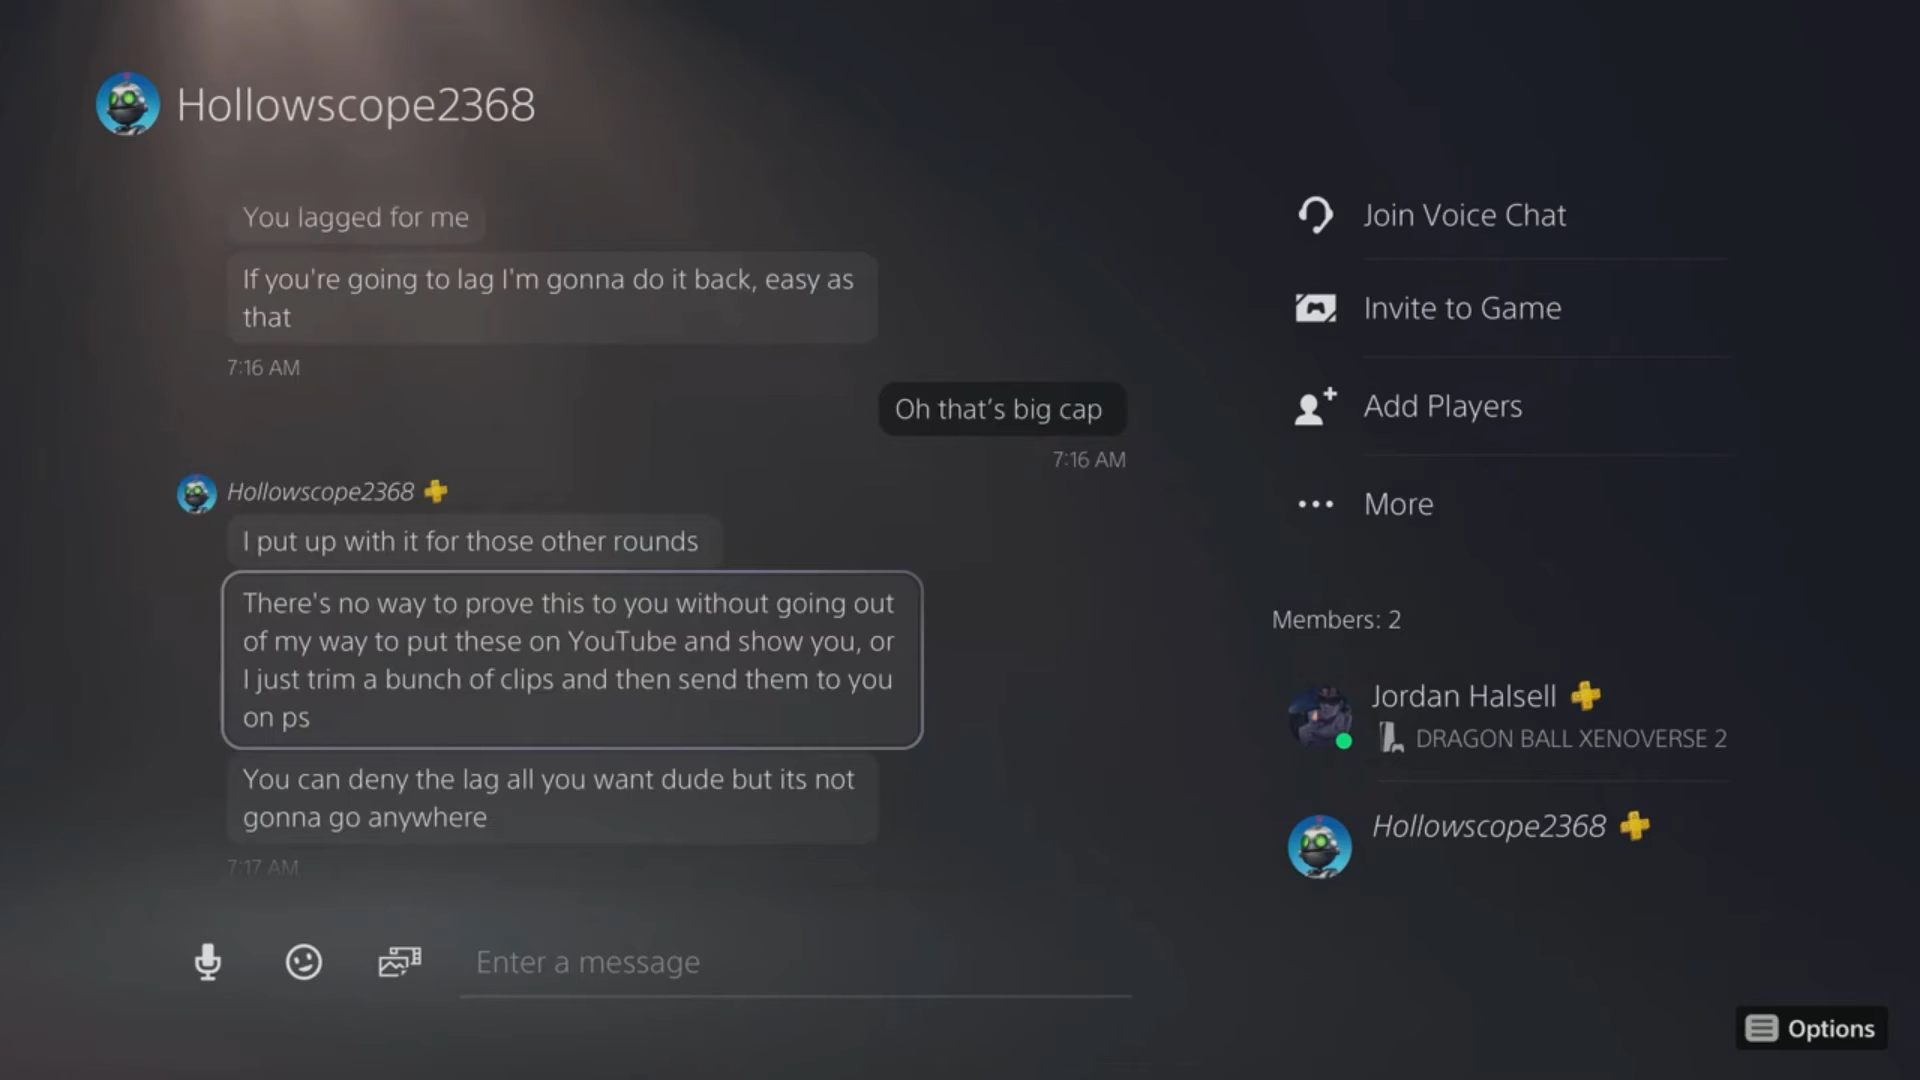 Hollowscope2368
You lagged for me
If you're going to lag I'm gonna do it back, easy as
that
7:16 AM
Oh that’s big cap
7:16 AM
Hollowscope2368
I put up with it for those other rounds
There's no way to prove this to you without going out
of my way to put these on YouTube and show you, or
I just trim a bunch of clips and then send them to you
on ps
You can deny the lag all you want dude but its not
gonna go anywhere
7:17 AM
Enter a message
Join Voice Chat
Invite to Game
Add Players
More
Members: 2
Jordan Halsell
DRAGON BALL XENOVERSE 2
Hollowscope2368
Options